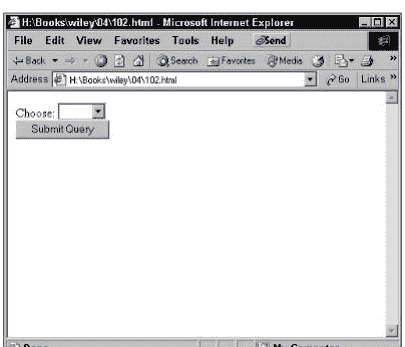 H:\Books\wiley\04\102.html - Microsoft Internet Explorer
File Edit View Favorites Tools Help Send
Back Search Favorites Media
Address H:\Books\wiley\04\102.html Go Links
Choose:
Submit Query
Done My Computer